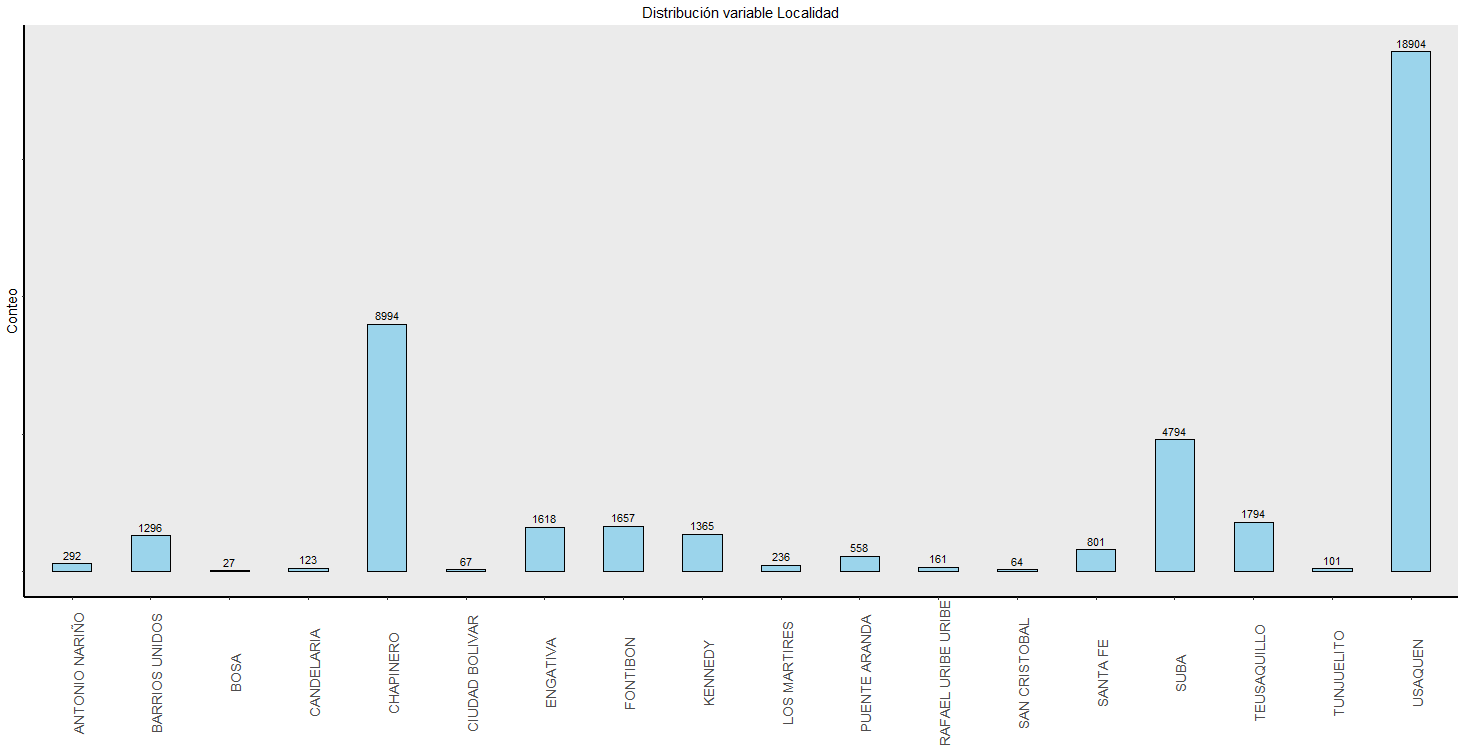 Distribución variable Localidad
Conteo
292
1296
27
123
8994
67
1618
1657
1365
236
558
161
64
801
4794
1794
101
18904
ANTONIO NARIÑO
BARRIOS UNIDOS
BOSA
CANDELARIA
CHAPINERO
CIUDAD BOLIVAR
ENGATIVA
FONTIBON
KENNEDY
LOS MARTIRES
PUENTE ARANDA
RAFAEL URIBE URIBE
SAN CRISTOBAL
SANTA FE
SUBA
TEUSAQUILLO
TUNJUELITO
USAQUEN